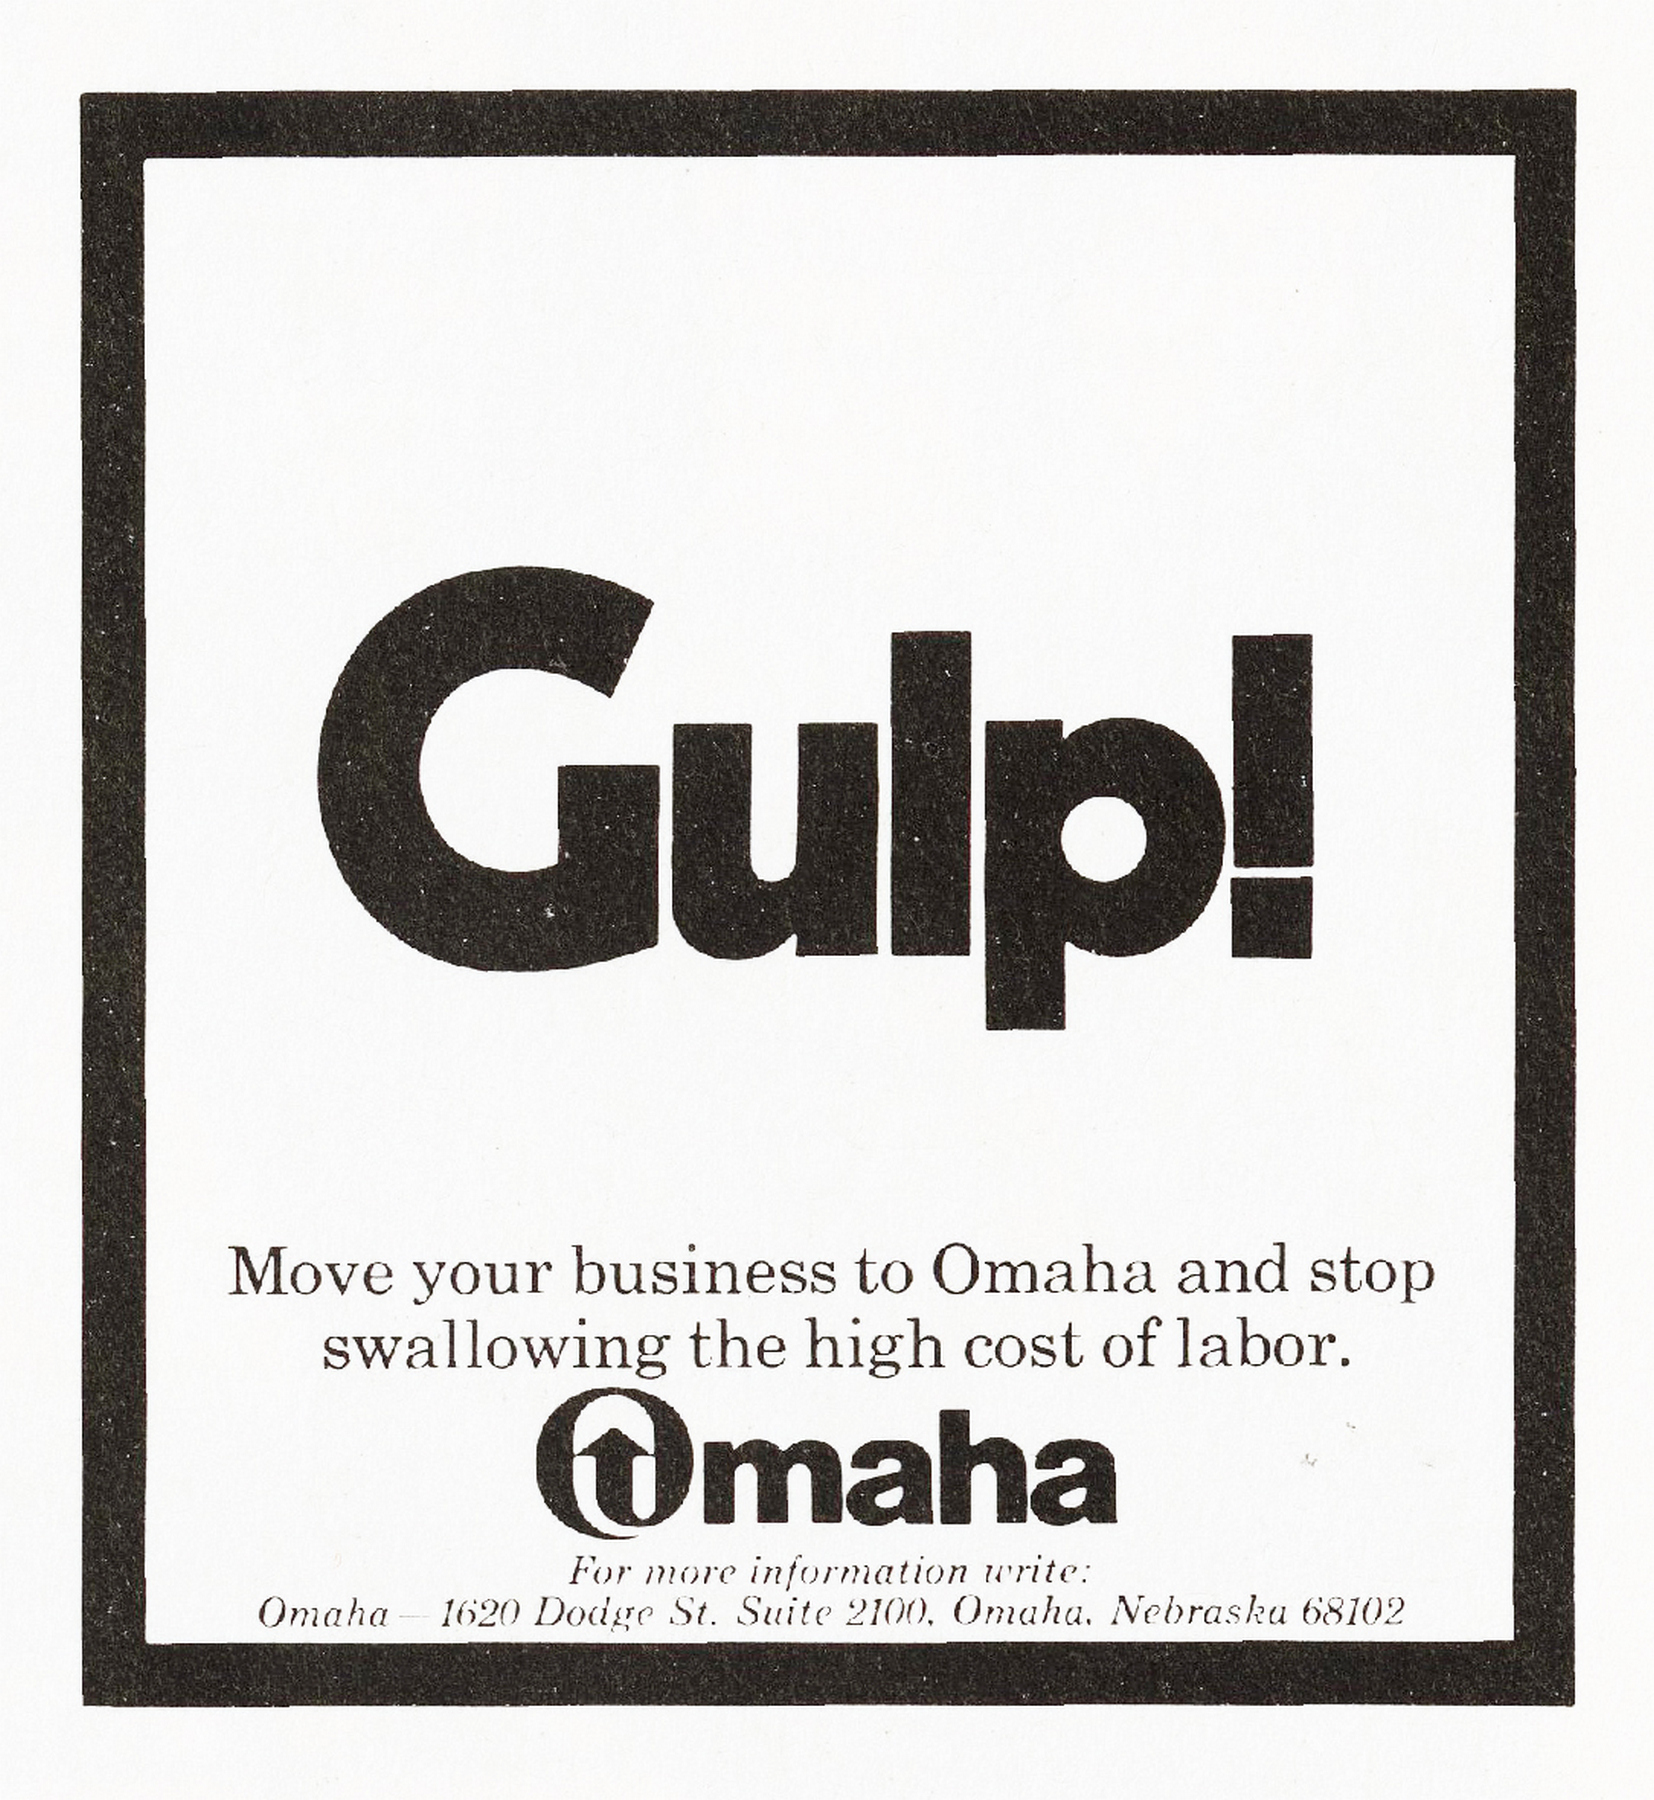 Gulp!
Move your business to Omaha and stop
swallowing the high cost of labor.
Omaha
For more information write:
Omaha — 1620 Dodge St. Suite 2100, Omaha, Nebraska 68102